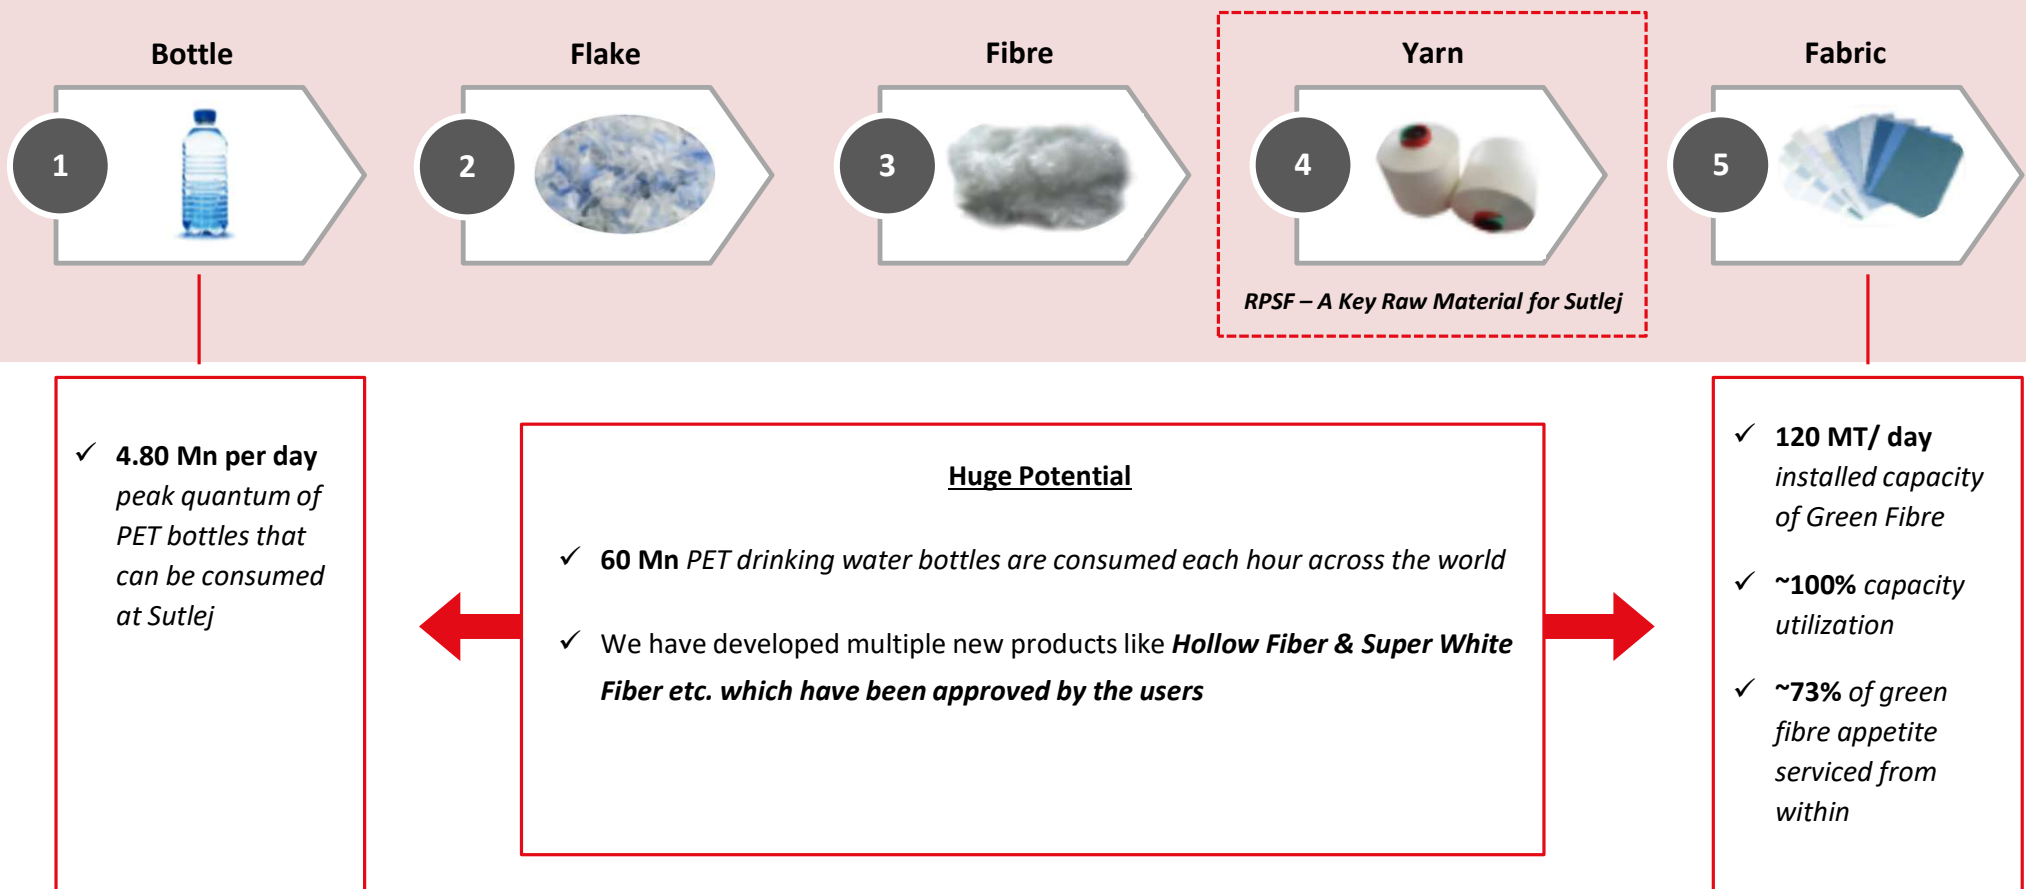 Bottle
Flake
Fibre
Yarn
Fabric
1
2
3
4
5
RPSF – A Key Raw Material for Sutlej
✓ 4.80 Mn per day
peak quantum of
PET bottles that
can be consumed
at Sutlej
Huge Potential
✓ 60 Mn PET drinking water bottles are consumed each hour across the world
✓ We have developed multiple new products like Hollow Fiber & Super White
Fiber etc. which have been approved by the users
✓ 120 MT/ day
installed capacity
of Green Fibre
✓ ~100% capacity
utilization
✓ ~73% of green
fibre appetite
serviced from
within